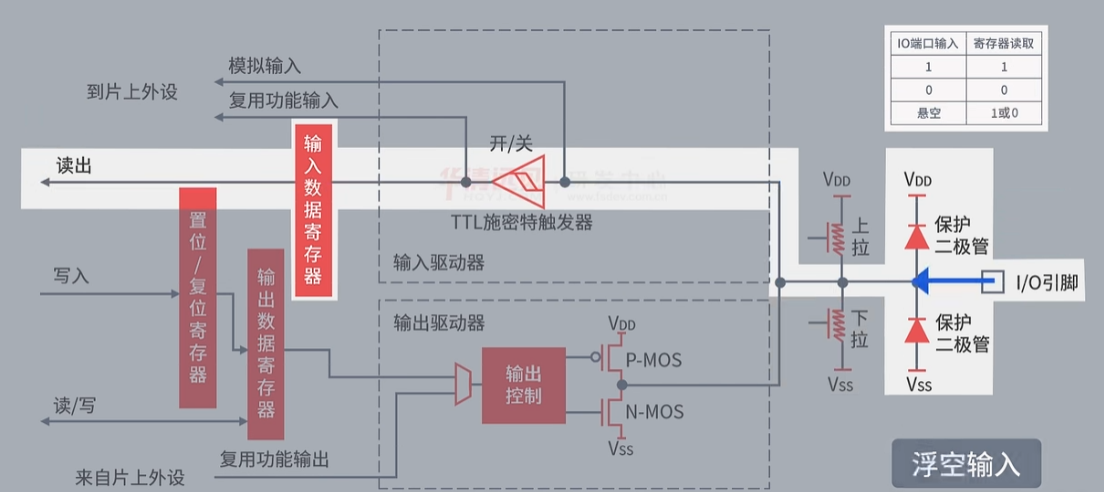 IO端口输入 寄存器读取
1 1
0 0
悬空 1或0
模拟输入
到片上外设
复用功能输入
开/关
读出
输入数据寄存器
TTL施密特触发器
输入驱动器
VDD
VDD
上拉
保护二极管
置位/复位寄存器
写入
输出数据寄存器
I/O引脚
输出驱动器
VDD
P-MOS
输出
控制
N-MOS
VSS
下拉
保护
二极管
VSS
VSS
读/写
复用功能输出
来自片上外设
浮空输入